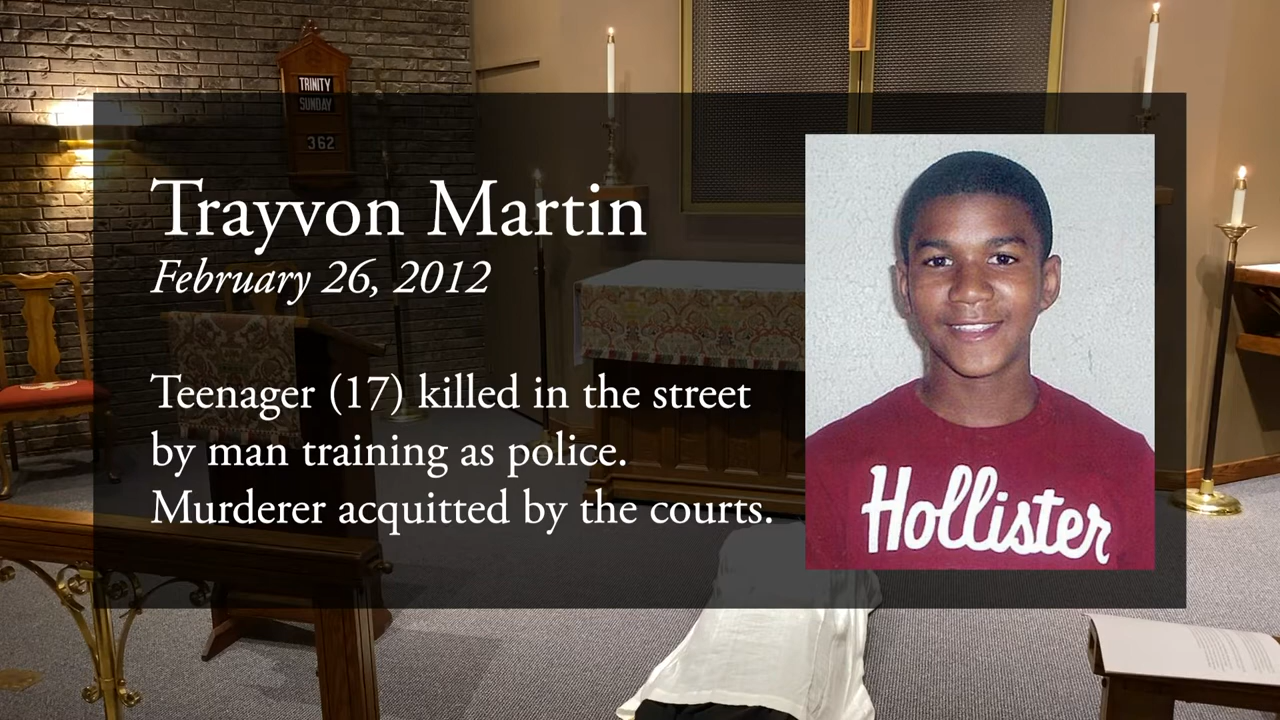 TRINITY
SUNDAY
362
Trayvon Martin
February 26, 2012
Teenager (17) killed in the street
by man training as police.
Murderer acquitted by the courts.
Hollister